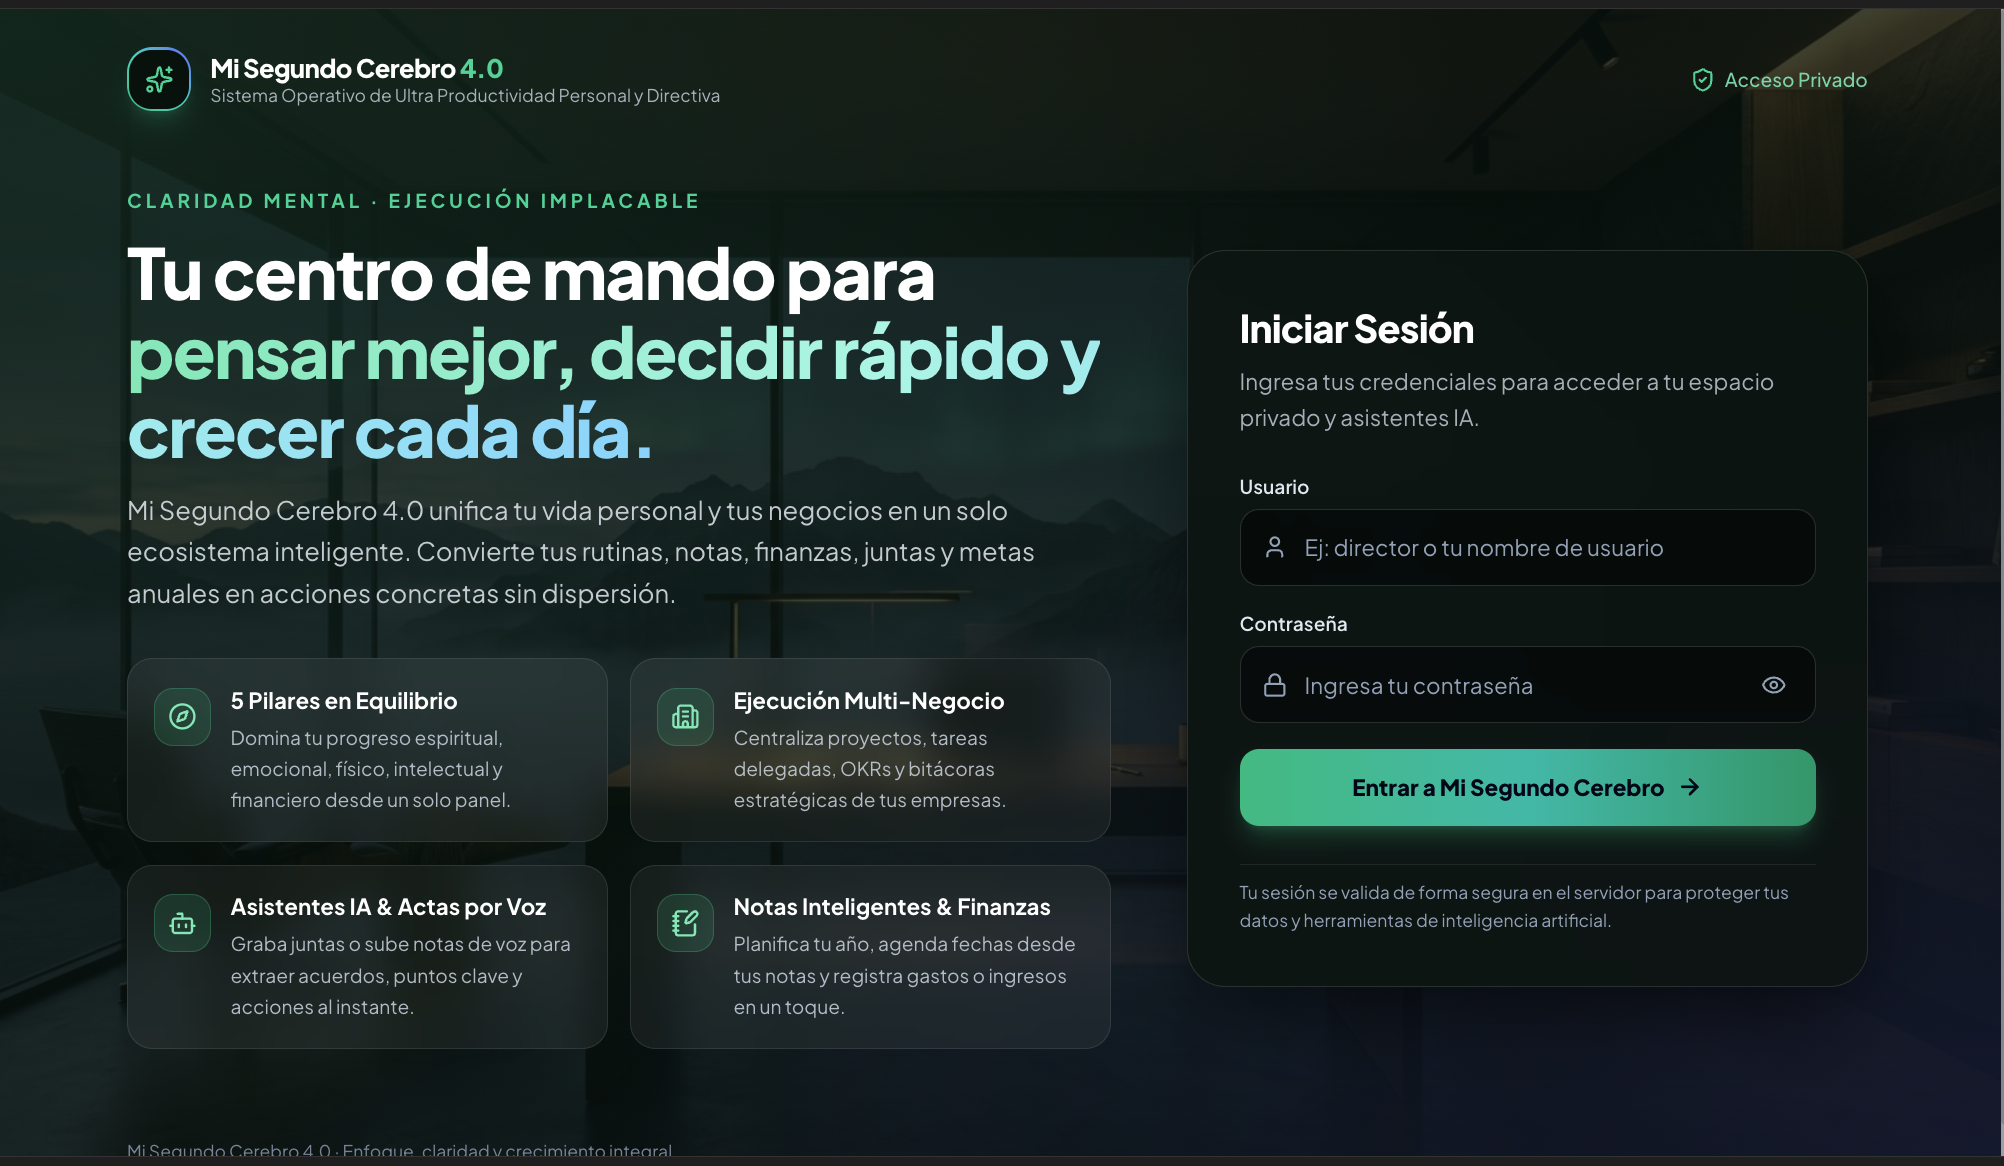 Mi Segundo Cerebro 4.0
Sistema Operativo de Ultra Productividad Personal y Directiva
Acceso Privado
CLARIDAD MENTAL · EJECUCIÓN IMPLACABLE
Tu centro de mando para
pensar mejor, decidir rápido y
crecer cada día.
Mi Segundo Cerebro 4.0 unifica tu vida personal y tus negocios en un solo
ecosistema inteligente. Convierte tus rutinas, notas, finanzas, juntas y metas
anuales en acciones concretas sin dispersión.
5 Pilares en Equilibrio
Domina tu progreso espiritual,
emocional, físico, intelectual y
financiero desde un solo panel.
Ejecución Multi-Negocio
Centraliza proyectos, tareas
delegadas, OKRs y bitácoras
estratégicas de tus empresas.
Asistentes IA & Actas por Voz
Graba juntas o sube notas de voz para
extraer acuerdos, puntos clave y
acciones al instante.
Notas Inteligentes & Finanzas
Planifica tu año, agenda fechas desde
tus notas y registra gastos o ingresos
en un toque.
Iniciar Sesión
Ingresa tus credenciales para acceder a tu espacio
privado y asistentes IA.
Usuario
Ej: director o tu nombre de usuario
Contraseña
Ingresa tu contraseña
Entrar a Mi Segundo Cerebro →
Tu sesión se valida de forma segura en el servidor para proteger tus
datos y herramientas de inteligencia artificial.
Mi Segundo Cerebro 4.0 · Enfoque, claridad y crecimiento integral